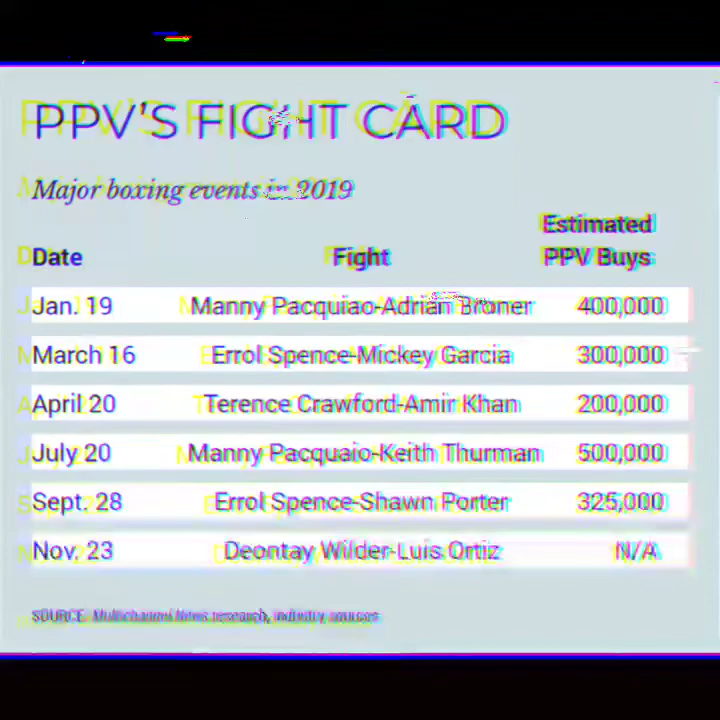 PPV'S FIGHT CARD
Major boxing events in 2019
Date Fight Estimated PPV Buys
Jan. 19 Manny Pacquiao-Adrian Broner 400,000
March 16 Errol Spence-Mickey Garcia 300,000
April 20 Terence Crawford-Amir Khan 200,000
July 20 Manny Pacquaio-Keith Thurman 500,000
Sept. 28 Errol Spence-Shawn Porter 325,000
Nov. 23 Deontay Wilder-Luis Ortiz N/A
SOURCE: Multichannel News research, industry sources